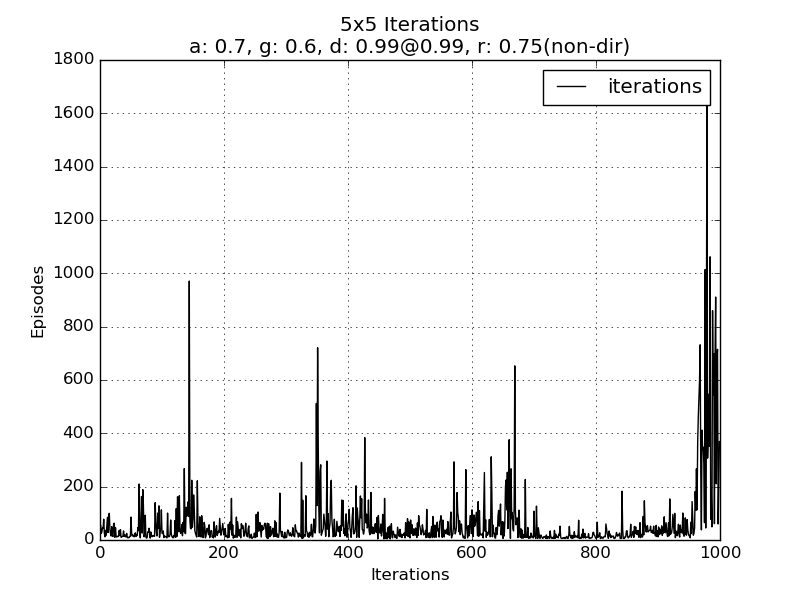 5x5 Iterations
a: 0.7, g: 0.6, d: 0.99@0.99, r: 0.75(non-dir)
iterations
1800
1600
1400
1200
1000
800
600
400
200
0
Episodes
0 200 400 600 800 1000
Iterations